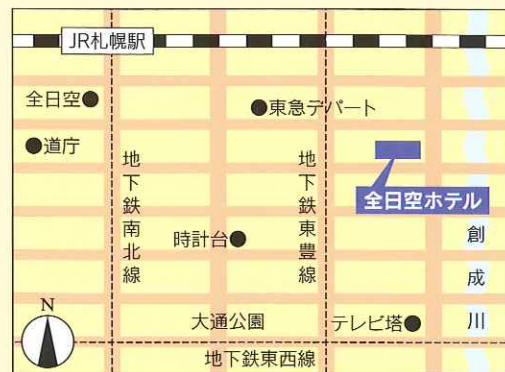 JR札幌駅
全日空
東急デパート
道庁
地下鉄南北線
地下鉄東豊線
全日空ホテル
時計台
創成川
大通公園
テレビ塔
N
地下鉄東西線